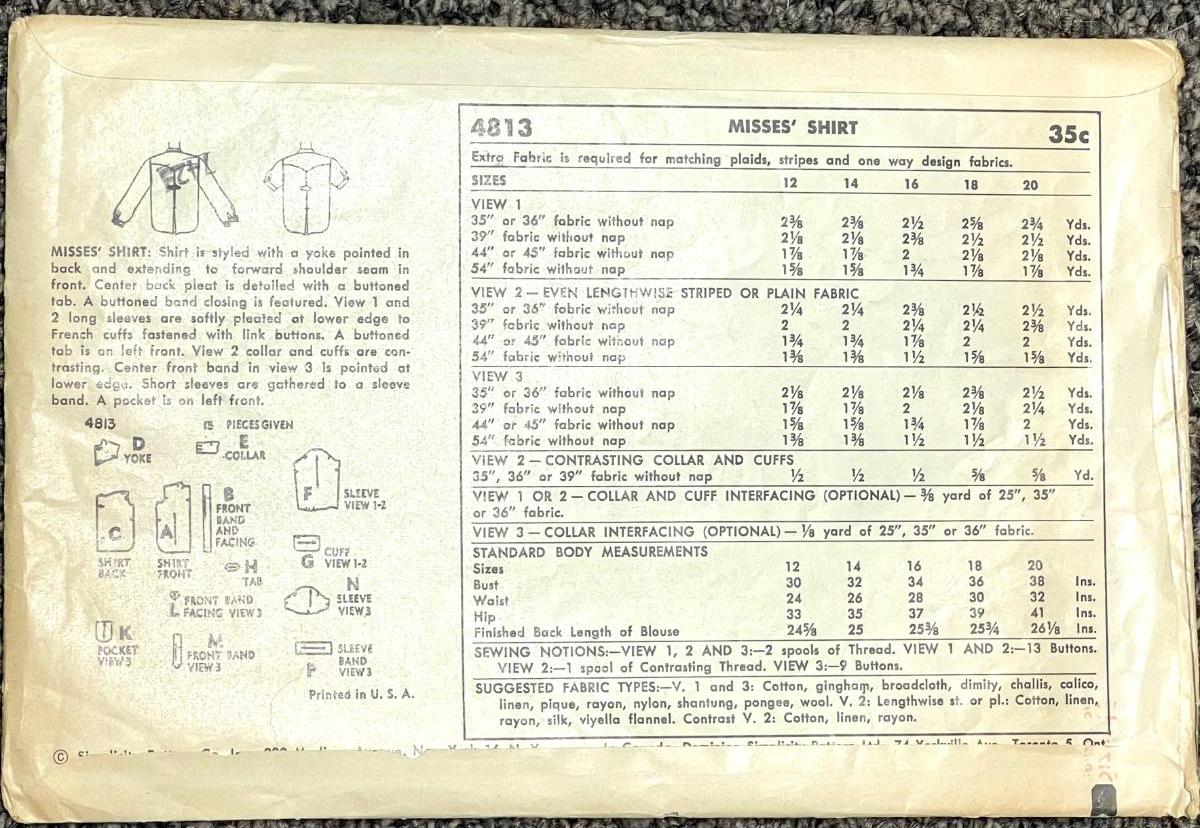 4813 MISSES' SHIRT 35c
Extra Fabric is required for matching plaids, stripes and one way design fabrics.
SIZES 12 14 16 18 20
VIEW 1
35" or 36" fabric without nap 2⅜ 2⅜ 2½ 2⅝ 2¾ Yds.
39" fabric without nap 2⅛ 2⅛ 2⅜ 2½ 2½ Yds.
44" or 45" fabric without nap 1⅞ 1⅞ 2 2⅛ 2⅛ Yds.
54" fabric without nap 1⅝ 1⅝ 1¾ 1⅞ 1⅞ Yds.
VIEW 2 — EVEN LENGTHWISE STRIPED OR PLAIN FABRIC
35" or 36" fabric without nap 2¼ 2¼ 2⅜ 2½ 2½ Yds.
39" fabric without nap 2 2 2¼ 2¼ 2⅜ Yds.
44" or 45" fabric without nap 1¾ 1¾ 1⅞ 2 2 Yds.
54" fabric without nap 1⅜ 1⅜ 1½ 1⅝ 1⅝ Yds.
VIEW 3
35" or 36" fabric without nap 2⅛ 2⅛ 2⅛ 2⅜ 2½ Yds.
39" fabric without nap 1⅞ 1⅞ 2 2⅛ 2¼ Yds.
44" or 45" fabric without nap 1⅝ 1⅝ 1¾ 1⅞ 2 Yds.
54" fabric without nap 1⅜ 1⅜ 1½ 1½ 1½ Yds.
VIEW 2 — CONTRASTING COLLAR AND CUFFS
35", 36" or 39" fabric without nap ½ ½ ½ ⅝ ⅝ Yd.
VIEW 1 OR 2 — COLLAR AND CUFF INTERFACING (OPTIONAL) — ⅜ yard of 25", 35"
or 36" fabric.
VIEW 3 — COLLAR INTERFACING (OPTIONAL) — ⅛ yard of 25", 35" or 36" fabric.
STANDARD BODY MEASUREMENTS
Sizes 12 14 16 18 20
Bust 30 32 34 36 38 Ins.
Waist 24 26 28 30 32 Ins.
Hip 33 35 37 39 41 Ins.
Finished Back Length of Blouse 24⅝ 25 25⅜ 25¾ 26⅛ Ins.
SEWING NOTIONS:—VIEW 1, 2 AND 3:—2 spools of Thread. VIEW 1 AND 2:—13 Buttons.
VIEW 2:—1 spool of Contrasting Thread. VIEW 3:—9 Buttons.
SUGGESTED FABRIC TYPES:—V. 1 and 3: Cotton, gingham, broadcloth, dimity, challis, calico,
linen, pique, rayon, nylon, shantung, pongee, wool. V. 2: Lengthwise st. or pl.: Cotton, linen,
rayon, silk, viyella flannel. Contrast V. 2: Cotton, linen, rayon.
MISSES' SHIRT: Shirt is styled with a yoke pointed in
back and extending to forward shoulder seam in
front. Center back pleat is detailed with a buttoned
tab. A buttoned band closing is featured. View 1 and
2 long sleeves are softly pleated at lower edge to
French cuffs fastened with link buttons. A buttoned
tab is on left front. View 2 collar and cuffs are con-
trasting. Center front band in view 3 is pointed at
lower edge. Short sleeves are gathered to a sleeve
band. A pocket is on left front.
4813 PIECES GIVEN
D
YOKE
E
COLLAR
F
SLEEVE
VIEW 1-2
C
SHIRT
BACK
A
SHIRT
FRONT
B
FRONT
BAND
AND
FACING
G
CUFF
VIEW 1-2
H
TAB
N
SLEEVE
VIEW 3
L
FRONT BAND
FACING VIEW 3
K
POCKET
VIEW 3
M
FRONT BAND
VIEW 3
P
SLEEVE
BAND
VIEW 3
Printed in U. S. A.
©